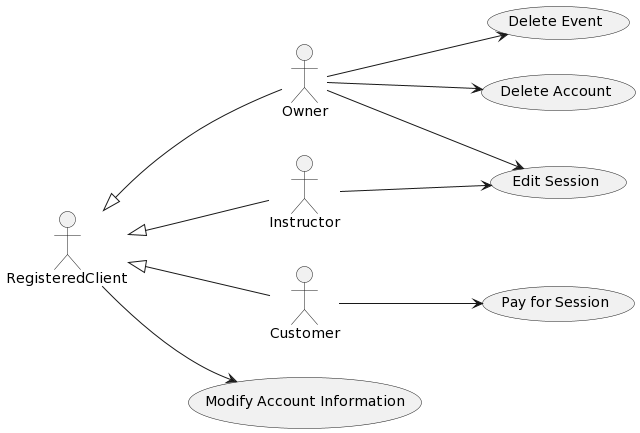 Delete Event
Delete Account
Owner
Edit Session
Instructor
RegisteredClient
Pay for Session
Customer
Modify Account Information